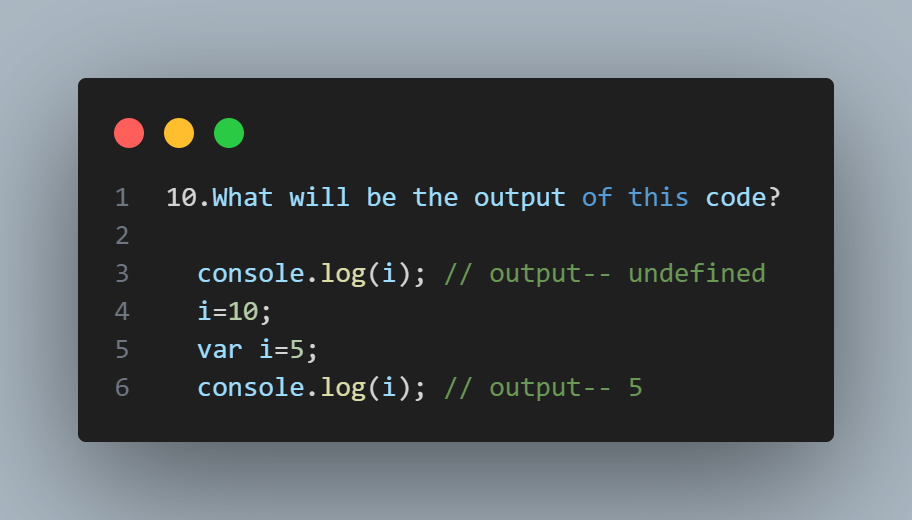 1 10.What will be the output of this code?
2
3 console.log(i); // output-- undefined
4 i=10;
5 var i=5;
6 console.log(i); // output-- 5